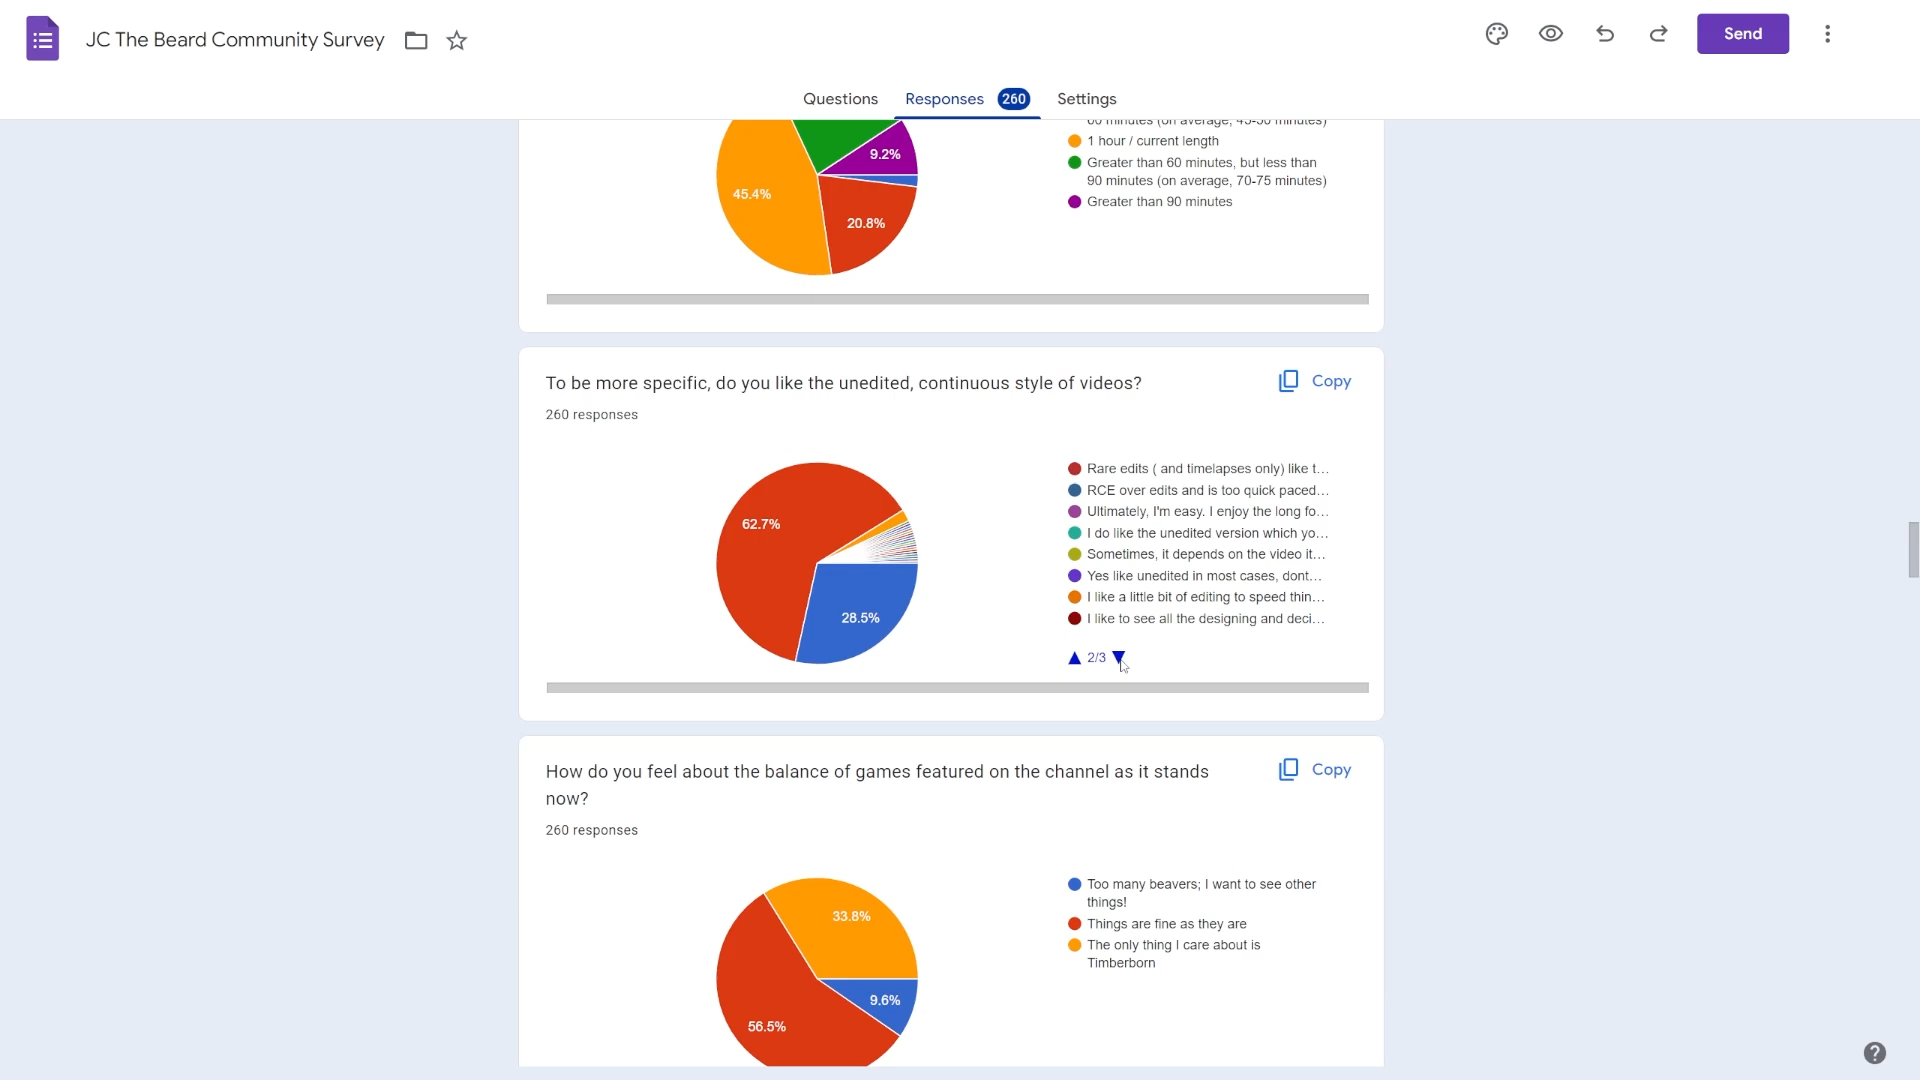 JC The Beard Community Survey
Send
Questions
Responses 260
Settings
60 minutes (on average, 45-50 minutes)
1 hour / current length
Greater than 60 minutes, but less than
90 minutes (on average, 70-75 minutes)
Greater than 90 minutes
9.2%
45.4%
20.8%
To be more specific, do you like the unedited, continuous style of videos?
Copy
260 responses
Rare edits ( and timelapses only) like t...
RCE over edits and is too quick paced...
Ultimately, I'm easy. I enjoy the long fo...
I do like the unedited version which yo...
Sometimes, it depends on the video it...
Yes like unedited in most cases, dont...
I like a little bit of editing to speed thin...
I like to see all the designing and deci...
2/3
62.7%
28.5%
How do you feel about the balance of games featured on the channel as it stands
now?
Copy
260 responses
Too many beavers; I want to see other
things!
Things are fine as they are
The only thing I care about is
Timberborn
33.8%
9.6%
56.5%